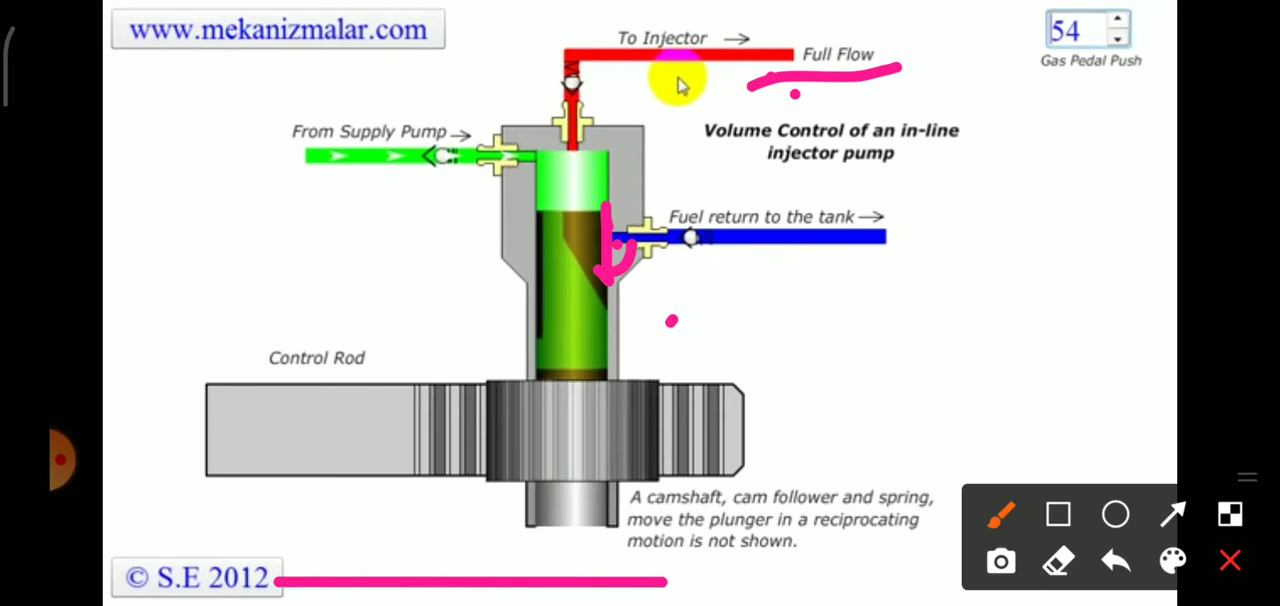 www.mekanizmalar.com
54
Gas Pedal Push
To Injector
Full Flow
From Supply Pump
Volume Control of an in-line
injector pump
Fuel return to the tank
Control Rod
A camshaft, cam follower and spring,
move the plunger in a reciprocating
motion is not shown.
© S.E 2012